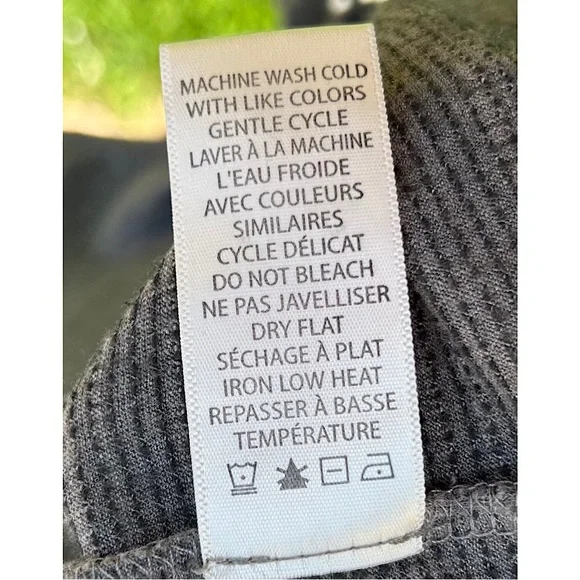 MACHINE WASH COLD
WITH LIKE COLORS
GENTLE CYCLE
LAVER À LA MACHINE
L'EAU FROIDE
AVEC COULEURS
SIMILAIRES
CYCLE DÉLICAT
DO NOT BLEACH
NE PAS JAVELLISER
DRY FLAT
SÉCHAGE À PLAT
IRON LOW HEAT
REPASSER À BASSE
TEMPÉRATURE